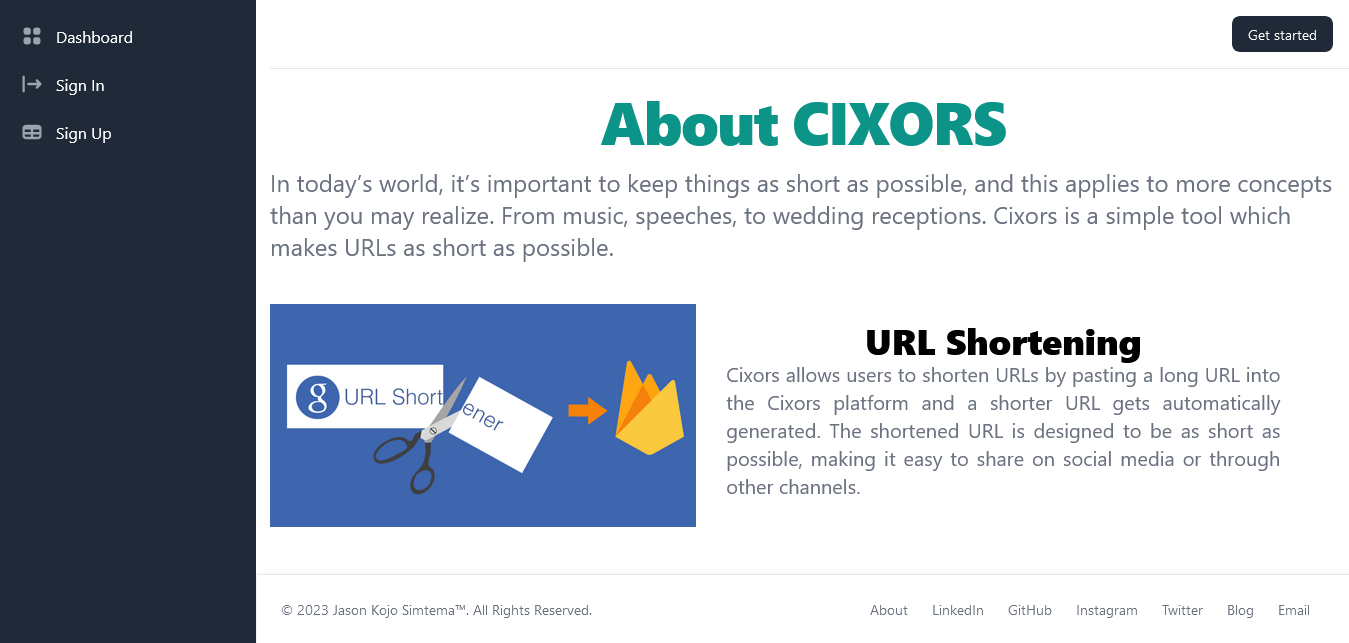 Dashboard
Sign In
Sign Up
Get started
About CIXORS
In today’s world, it’s important to keep things as short as possible, and this applies to more concepts
than you may realize. From music, speeches, to wedding receptions. Cixors is a simple tool which
makes URLs as short as possible.
g URL Short
ener
URL Shortening
Cixors allows users to shorten URLs by pasting a long URL into
the Cixors platform and a shorter URL gets automatically
generated. The shortened URL is designed to be as short as
possible, making it easy to share on social media or through
other channels.
© 2023 Jason Kojo Simtema™. All Rights Reserved.
About LinkedIn GitHub Instagram Twitter Blog Email